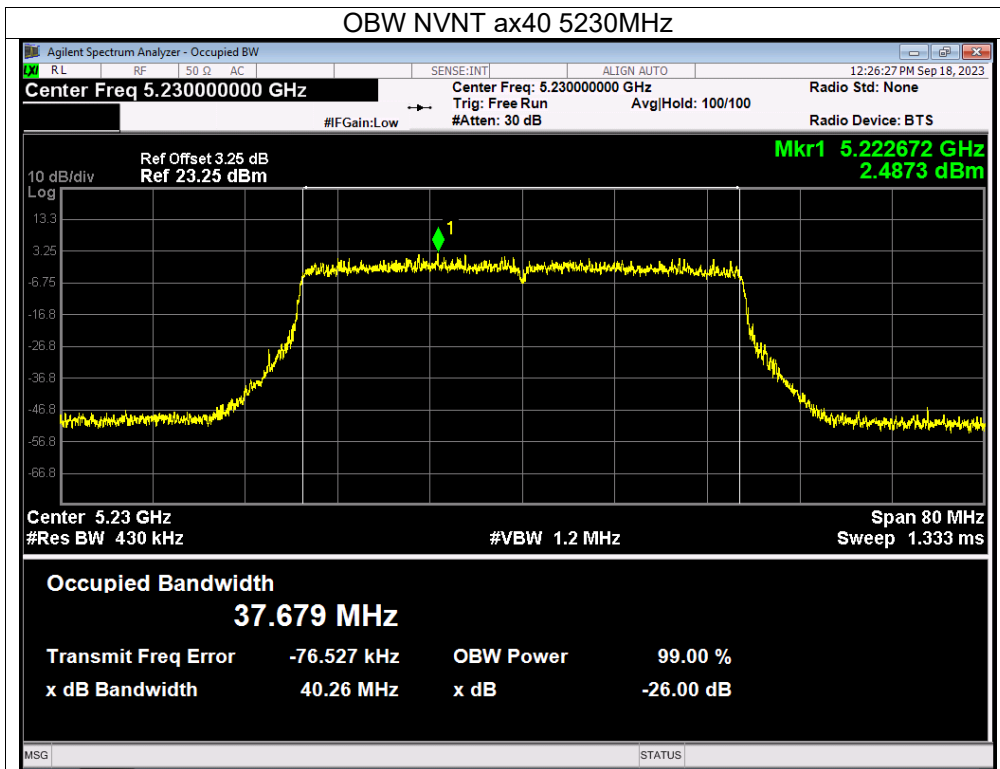 OBW NVNT ax40 5230MHz
Agilent Spectrum Analyzer - Occupied BW
LXI RL RF 50 Ω AC SENSE:INT ALIGN AUTO 12:26:27 PM Sep 18, 2023
Center Freq 5.230000000 GHz Center Freq: 5.230000000 GHz Radio Std: None
Trig: Free Run Avg|Hold: 100/100
#IFGain:Low #Atten: 30 dB Radio Device: BTS
Mkr1 5.222672 GHz
2.4873 dBm
Ref Offset 3.25 dB
10 dB/div Ref 23.25 dBm
Log
13.3
1
3.25
-6.75
-16.8
-26.8
-36.8
-46.8
-56.8
-66.8
Center 5.23 GHz Span 80 MHz
#Res BW 430 kHz #VBW 1.2 MHz Sweep 1.333 ms
Occupied Bandwidth
37.679 MHz
Transmit Freq Error -76.527 kHz OBW Power 99.00 %
x dB Bandwidth 40.26 MHz x dB -26.00 dB
MSG STATUS